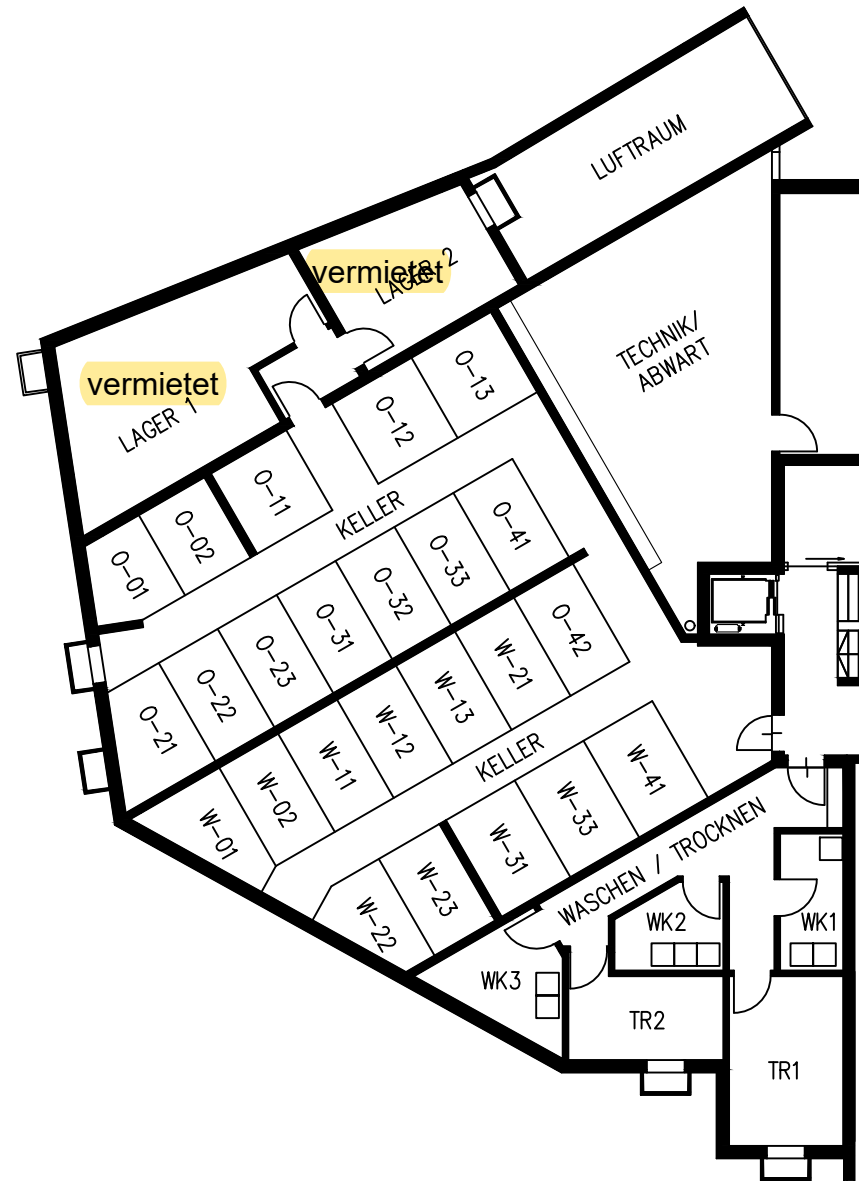 LUFTRAUM
vermietet
LAGER 2
TECHNIK/
ABWART
vermietet
LAGER 1
O-13
O-12
O-11
KELLER
O-02
O-01
O-41
O-33
O-32
O-31
O-23
O-22
O-21
O-42
W-21
W-13
W-12
W-11
W-02
W-01
KELLER
W-41
W-33
W-31
W-23
W-22
WASCHEN / TROCKNEN
WK2
WK1
WK3
TR2
TR1